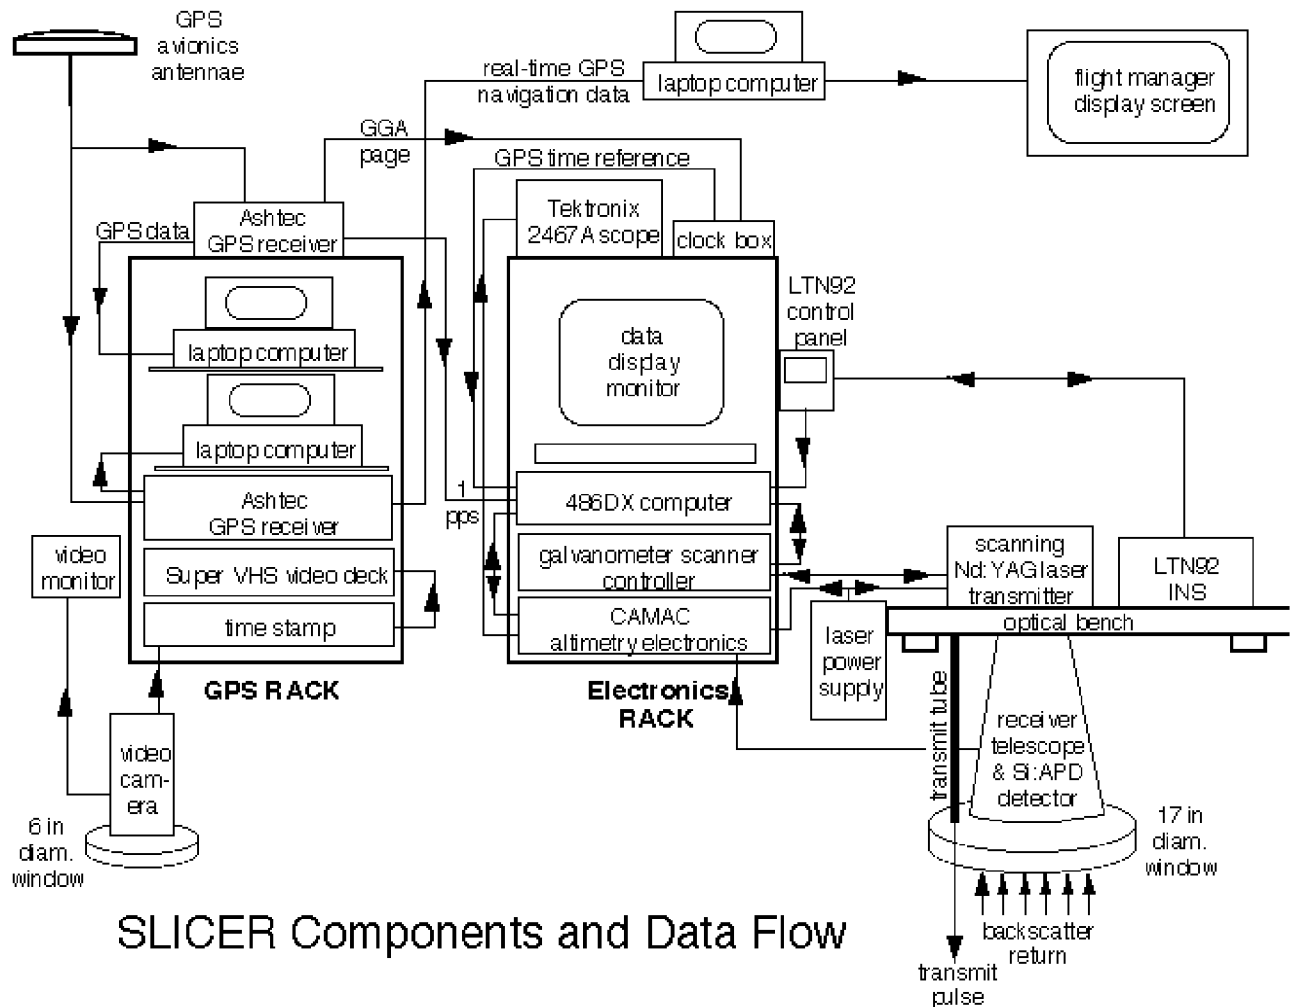 GPS
avionics
antennae
real-time GPS
navigation data
laptop computer
flight manager
display screen
GGA
page
GPS time reference
GPS data
Ashtec
GPS receiver
Tektronix
2467A scope
clock box
LTN92
control
panel
laptop computer
data
display
monitor
laptop computer
Ashtec
GPS receiver
1
pps
486DX computer
video
monitor
Super VHS video deck
galvanometer scanner
controller
scanning
Nd:YAG laser
transmitter
LTN92
INS
time stamp
CAMAC
altimetry electronics
laser
power
supply
optical bench
GPS RACK
Electronics
RACK
transmit tube
receiver
telescope
& Si:APD
detector
video
cam-
era
6 in
diam.
window
17 in
diam.
window
SLICER Components and Data Flow
backscatter
return
transmit
pulse